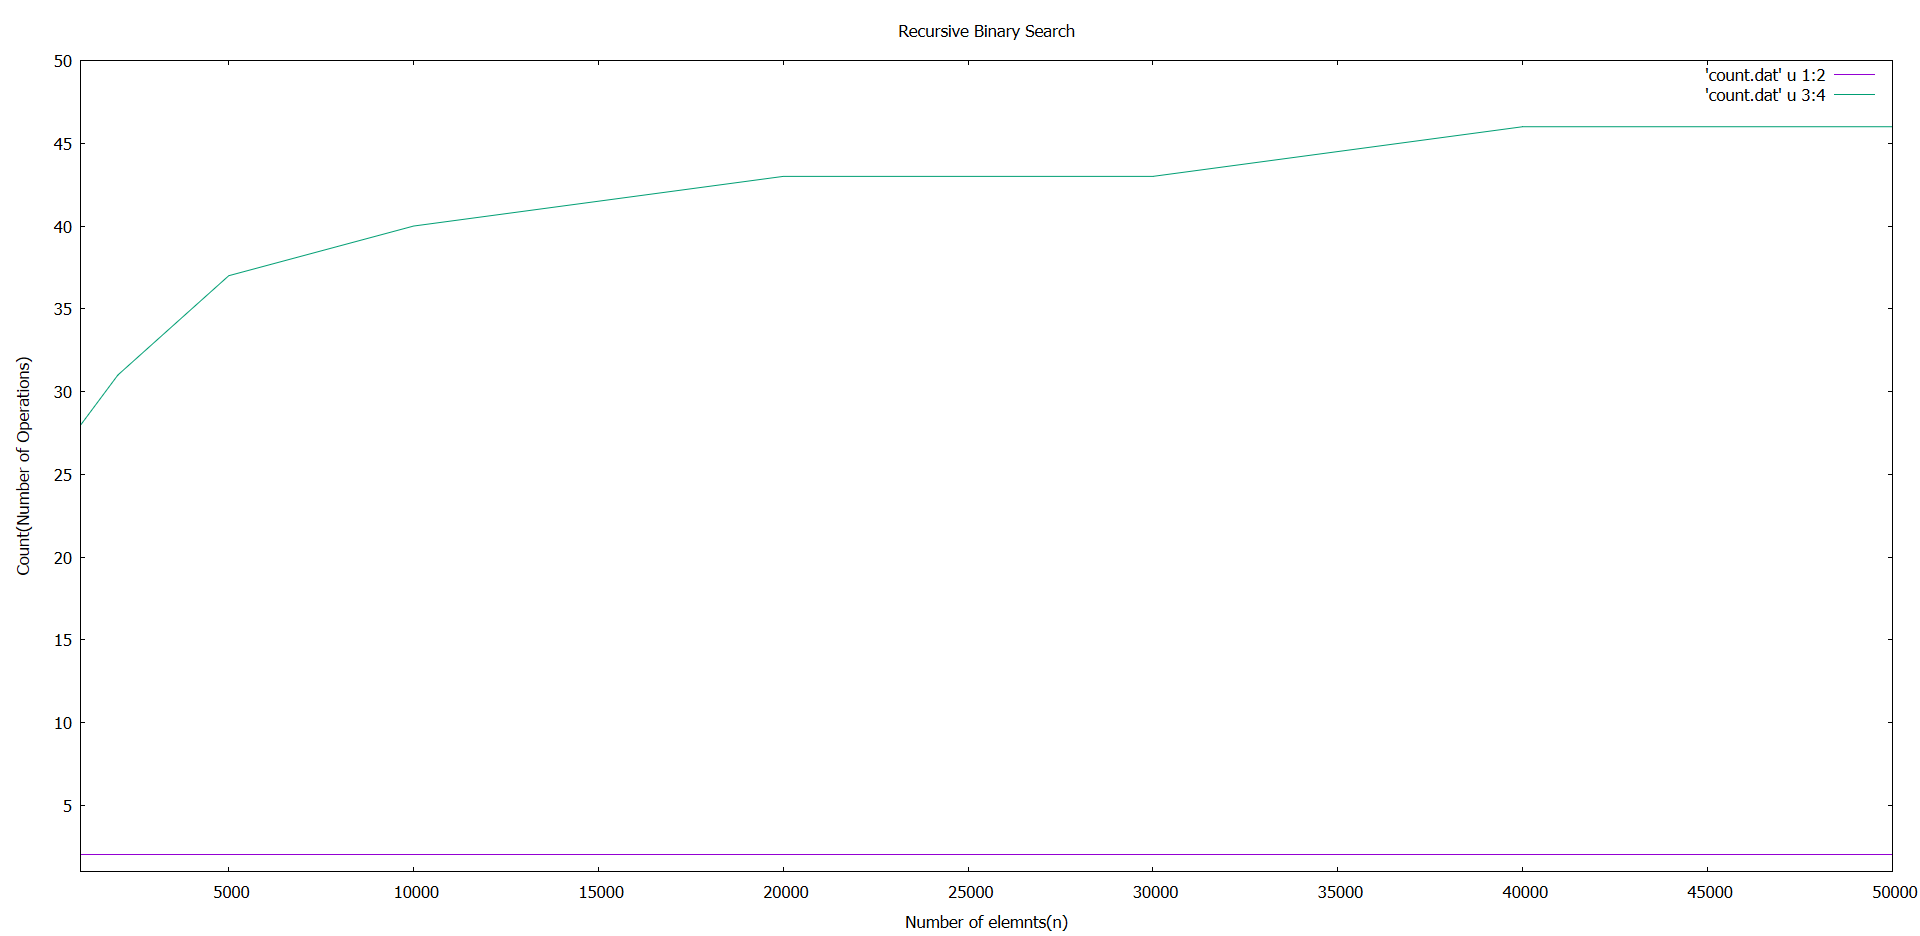 Recursive Binary Search
'count.dat' u 1:2
'count.dat' u 3:4
50
45
40
35
30
25
20
15
10
5
Count(Number of Operations)
5000 10000 15000 20000 25000 30000 35000 40000 45000 50000
Number of elemnts(n)